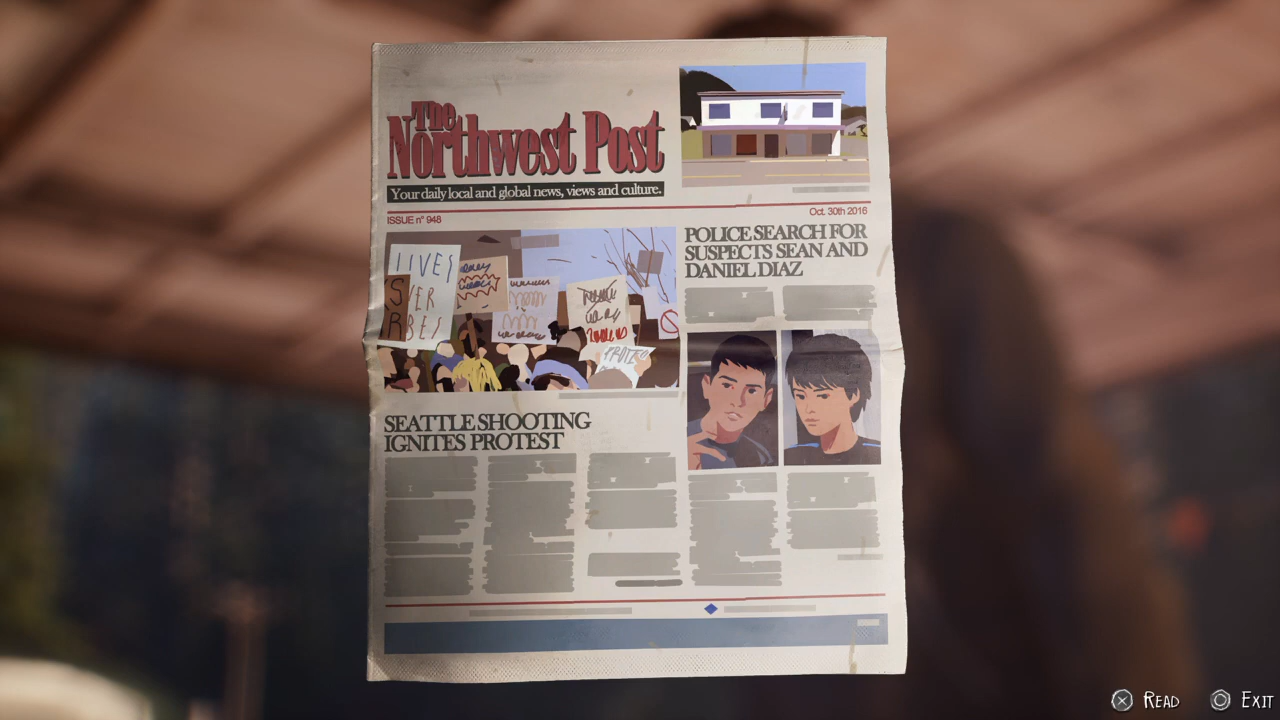 The
Northwest Post
Your daily local and global news, views and culture.
ISSUE n° 948
Oct. 30th 2016
LIVES
POLICE SEARCH FOR
SUSPECTS SEAN AND
DANIEL DIAZ
SEATTLE SHOOTING
IGNITES PROTEST
READ
EXIT